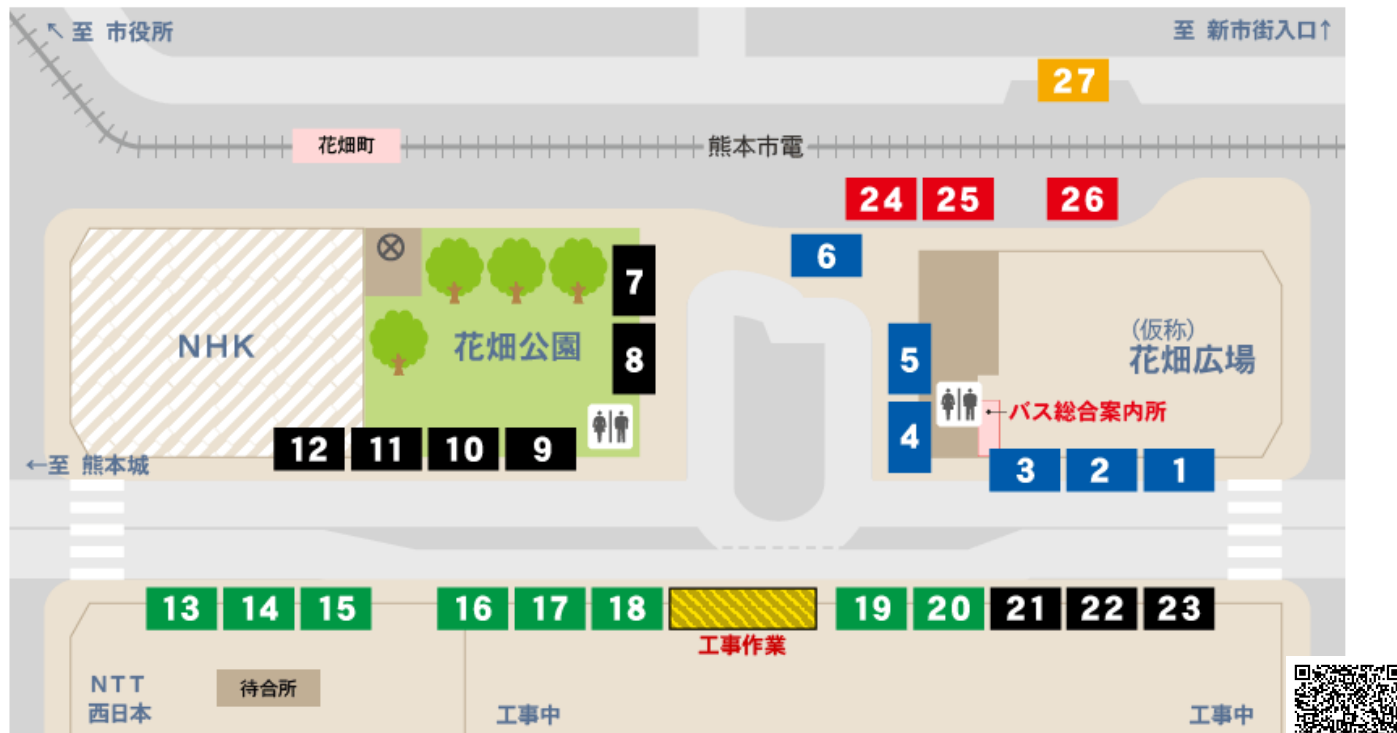 ↖至 市役所
至 新市街入口↑
27
花畑町
熊本市電
24 25 26
6
7
NHK
花畑公園
8
5
(仮称)
花畑広場
←バス総合案内所
4
12 11 10 9
←至 熊本城
3 2 1
13 14 15 16 17 18 19 20 21 22 23
工事作業
NTT
西日本
待合所
工事中
工事中